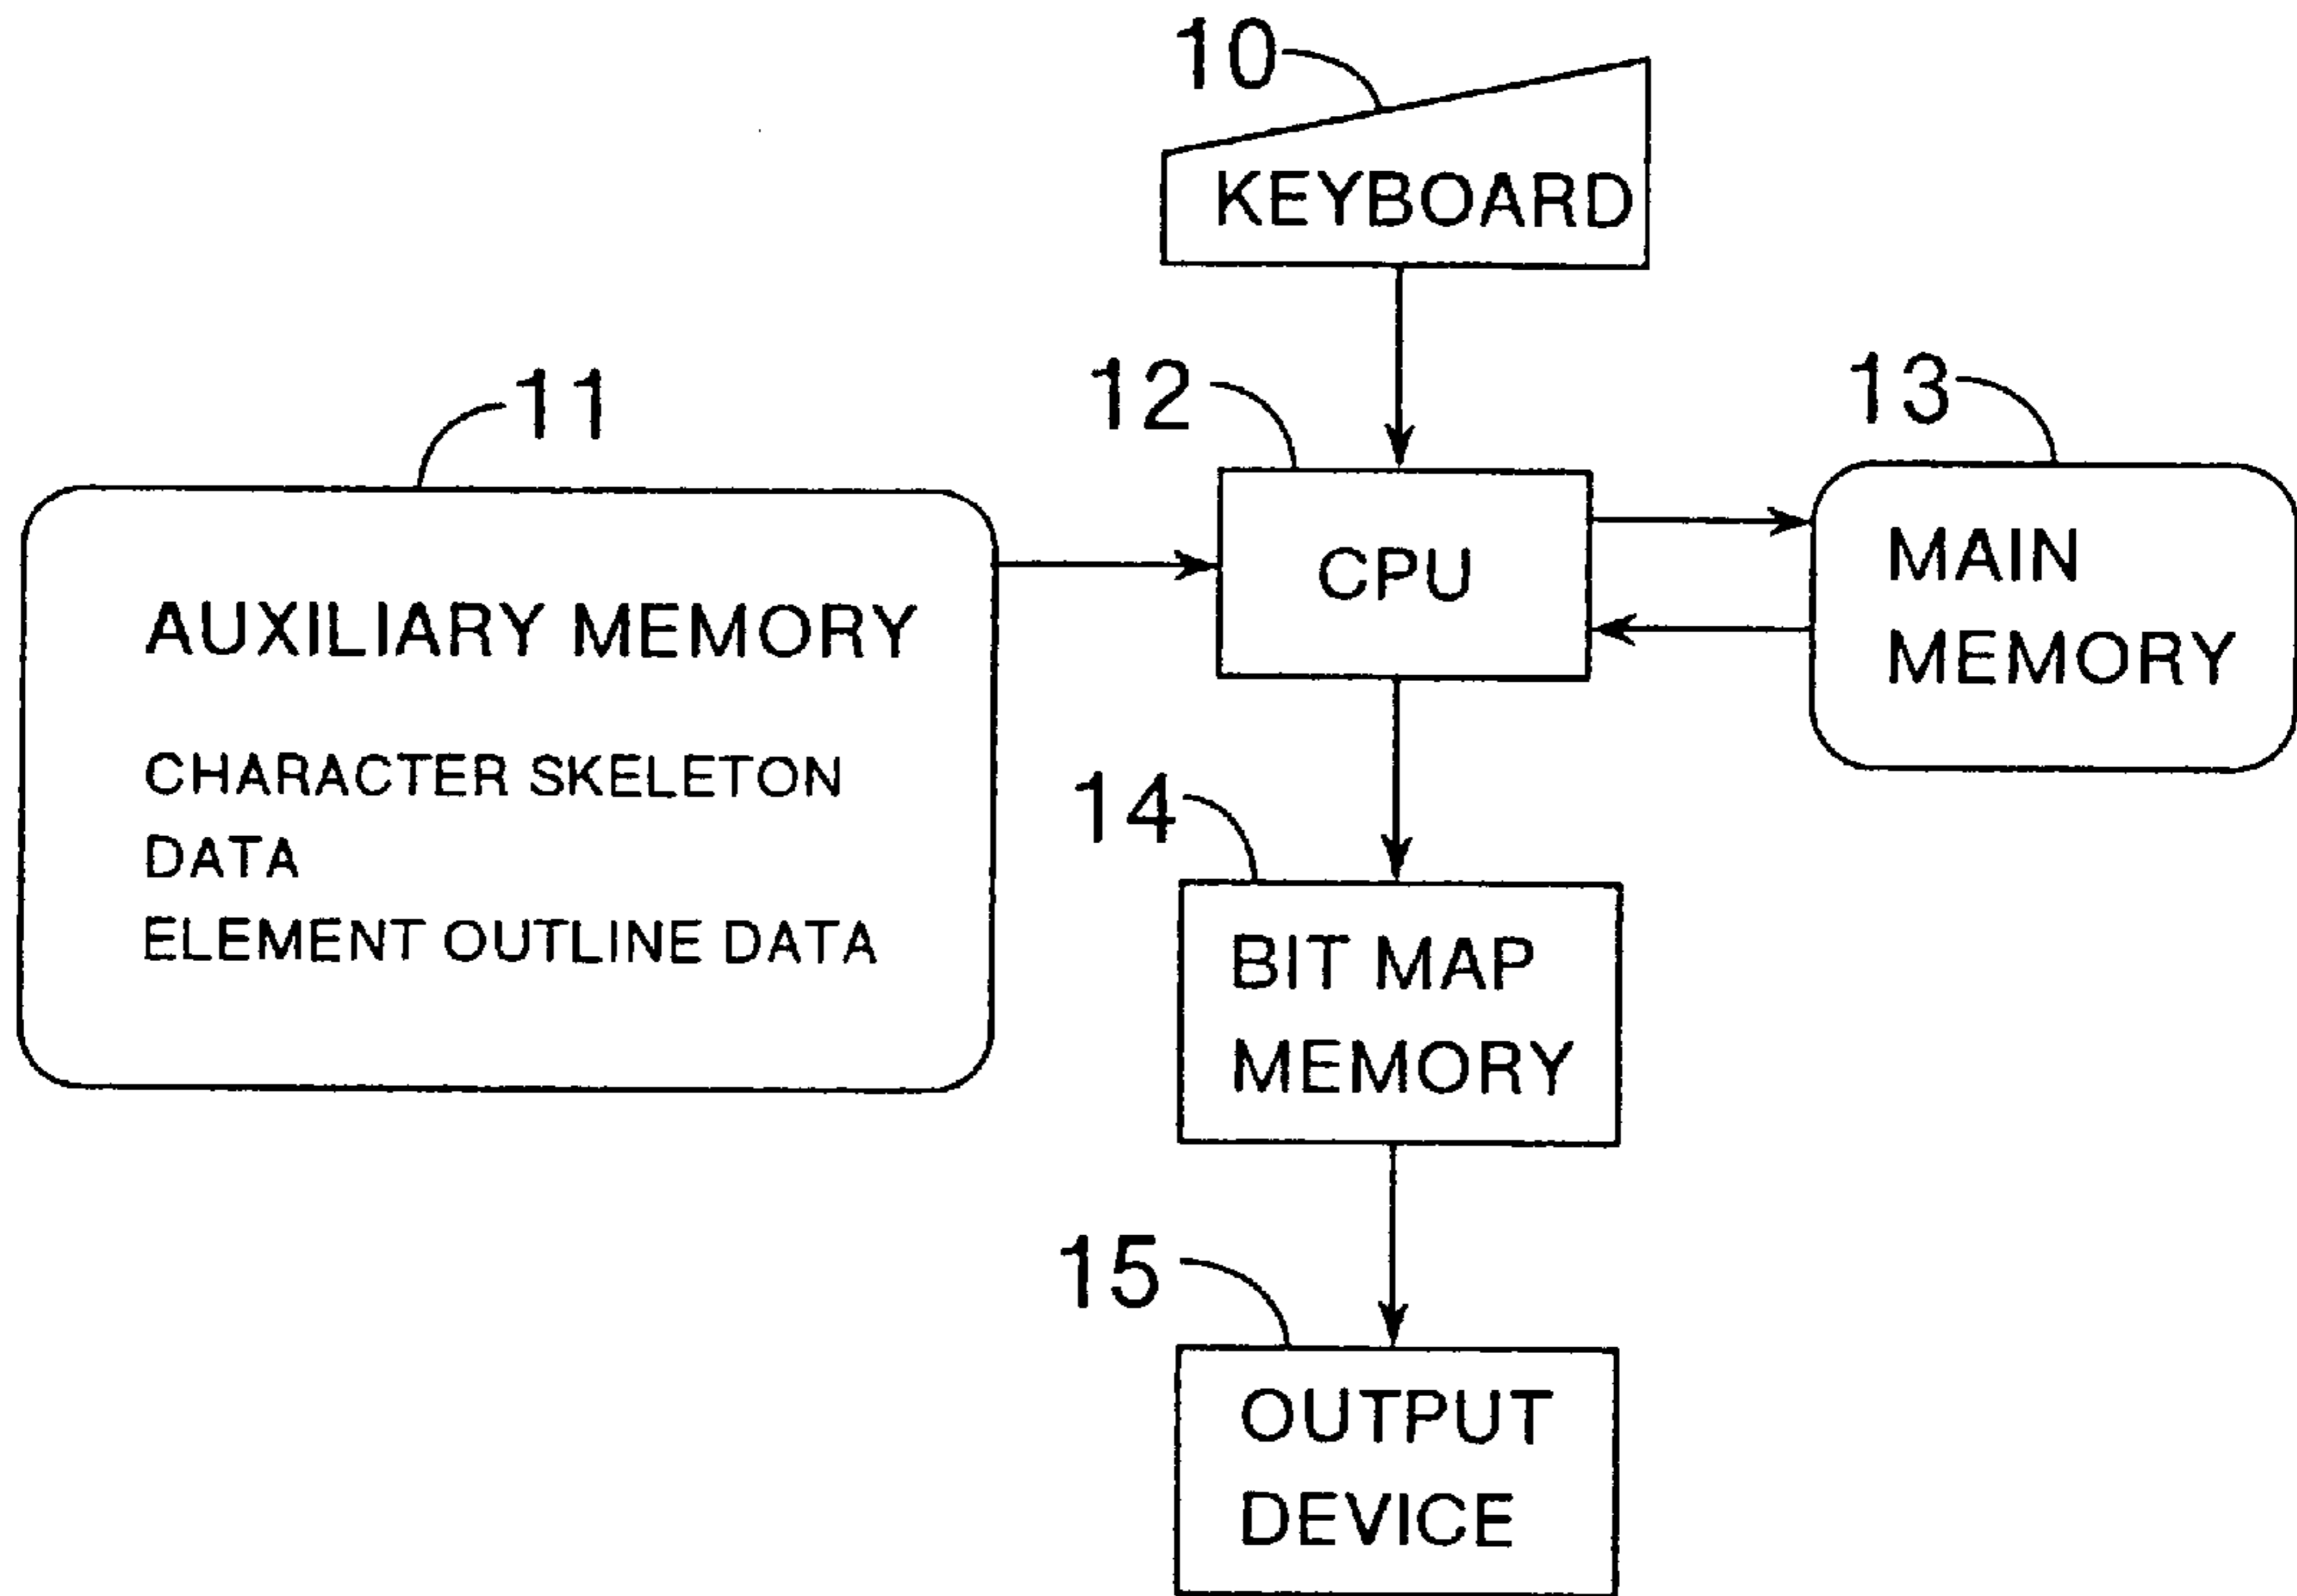 10
KEYBOARD
11
12
13
AUXILIARY MEMORY
CHARACTER SKELETON
DATA
ELEMENT OUTLINE DATA
CPU
MAIN
MEMORY
14
BIT MAP
MEMORY
15
OUTPUT
DEVICE